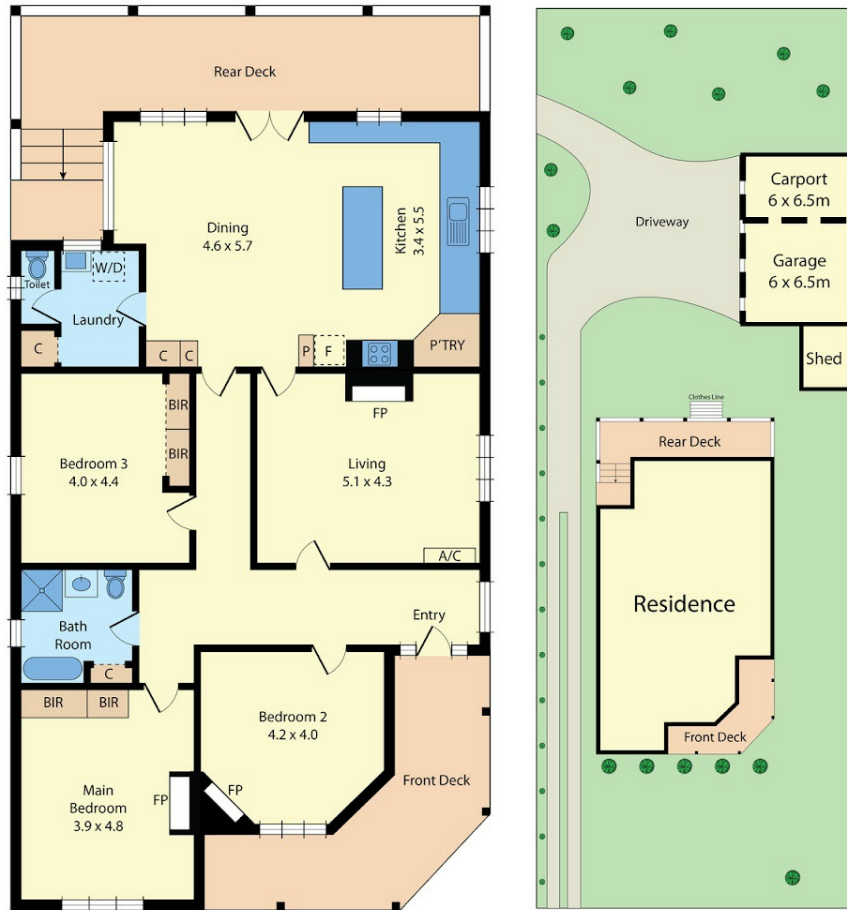 Rear Deck
Dining
4.6 x 5.7
Kitchen
3.4 x 5.5
W/D
Toilet
Laundry
C
C
C
P
F
P'TRY
FP
BIR
BIR
Bedroom 3
4.0 x 4.4
Living
5.1 x 4.3
A/C
Entry
Bath
Room
C
BIR
BIR
Bedroom 2
4.2 x 4.0
FP
FP
Main
Bedroom
3.9 x 4.8
Front Deck
Carport
6 x 6.5m
Driveway
Garage
6 x 6.5m
Shed
Clothes Line
Rear Deck
Residence
Front Deck